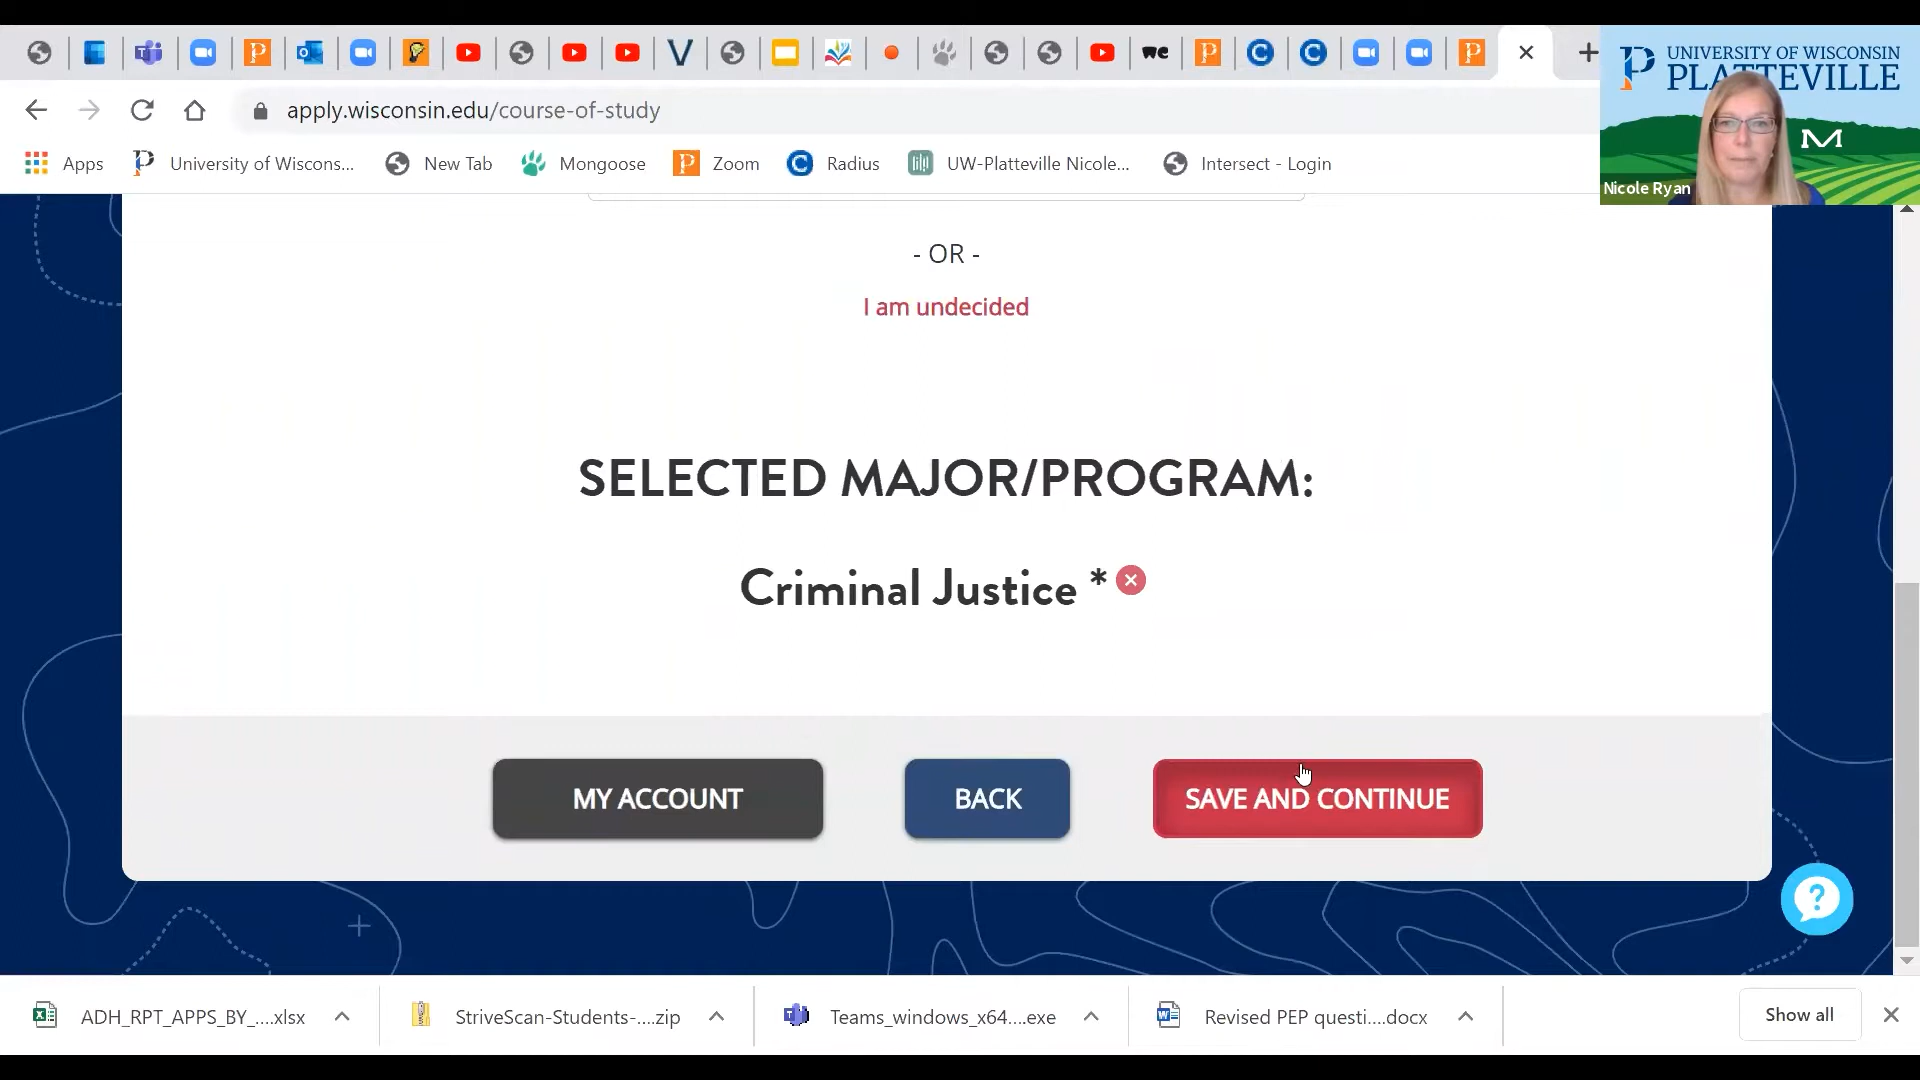 UNIVERSITY OF WISCONSIN
PLATTEVILLE
Nicole Ryan
apply.wisconsin.edu/course-of-study
Apps
University of Wiscons...
New Tab
Mongoose
Zoom
Radius
UW-Platteville Nicole...
Intersect - Login
- OR -
I am undecided
SELECTED MAJOR/PROGRAM:
Criminal Justice *
MY ACCOUNT
BACK
SAVE AND CONTINUE
ADH_RPT_APPS_BY_....xlsx
StriveScan-Students-....zip
Teams_windows_x64....exe
Revised PEP questi....docx
Show all